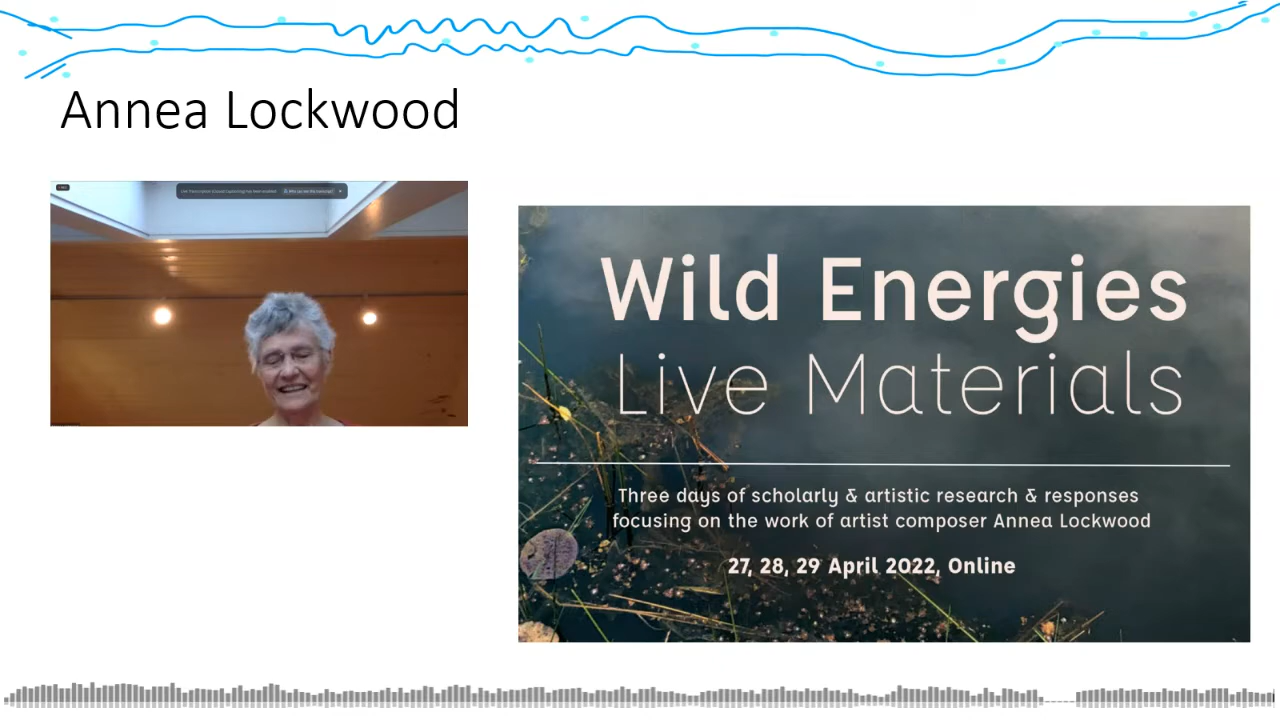 Annea Lockwood
Wild Energies
Live Materials
Three days of scholarly & artistic research & responses
focusing on the work of artist composer Annea Lockwood
27, 28, 29 April 2022, Online